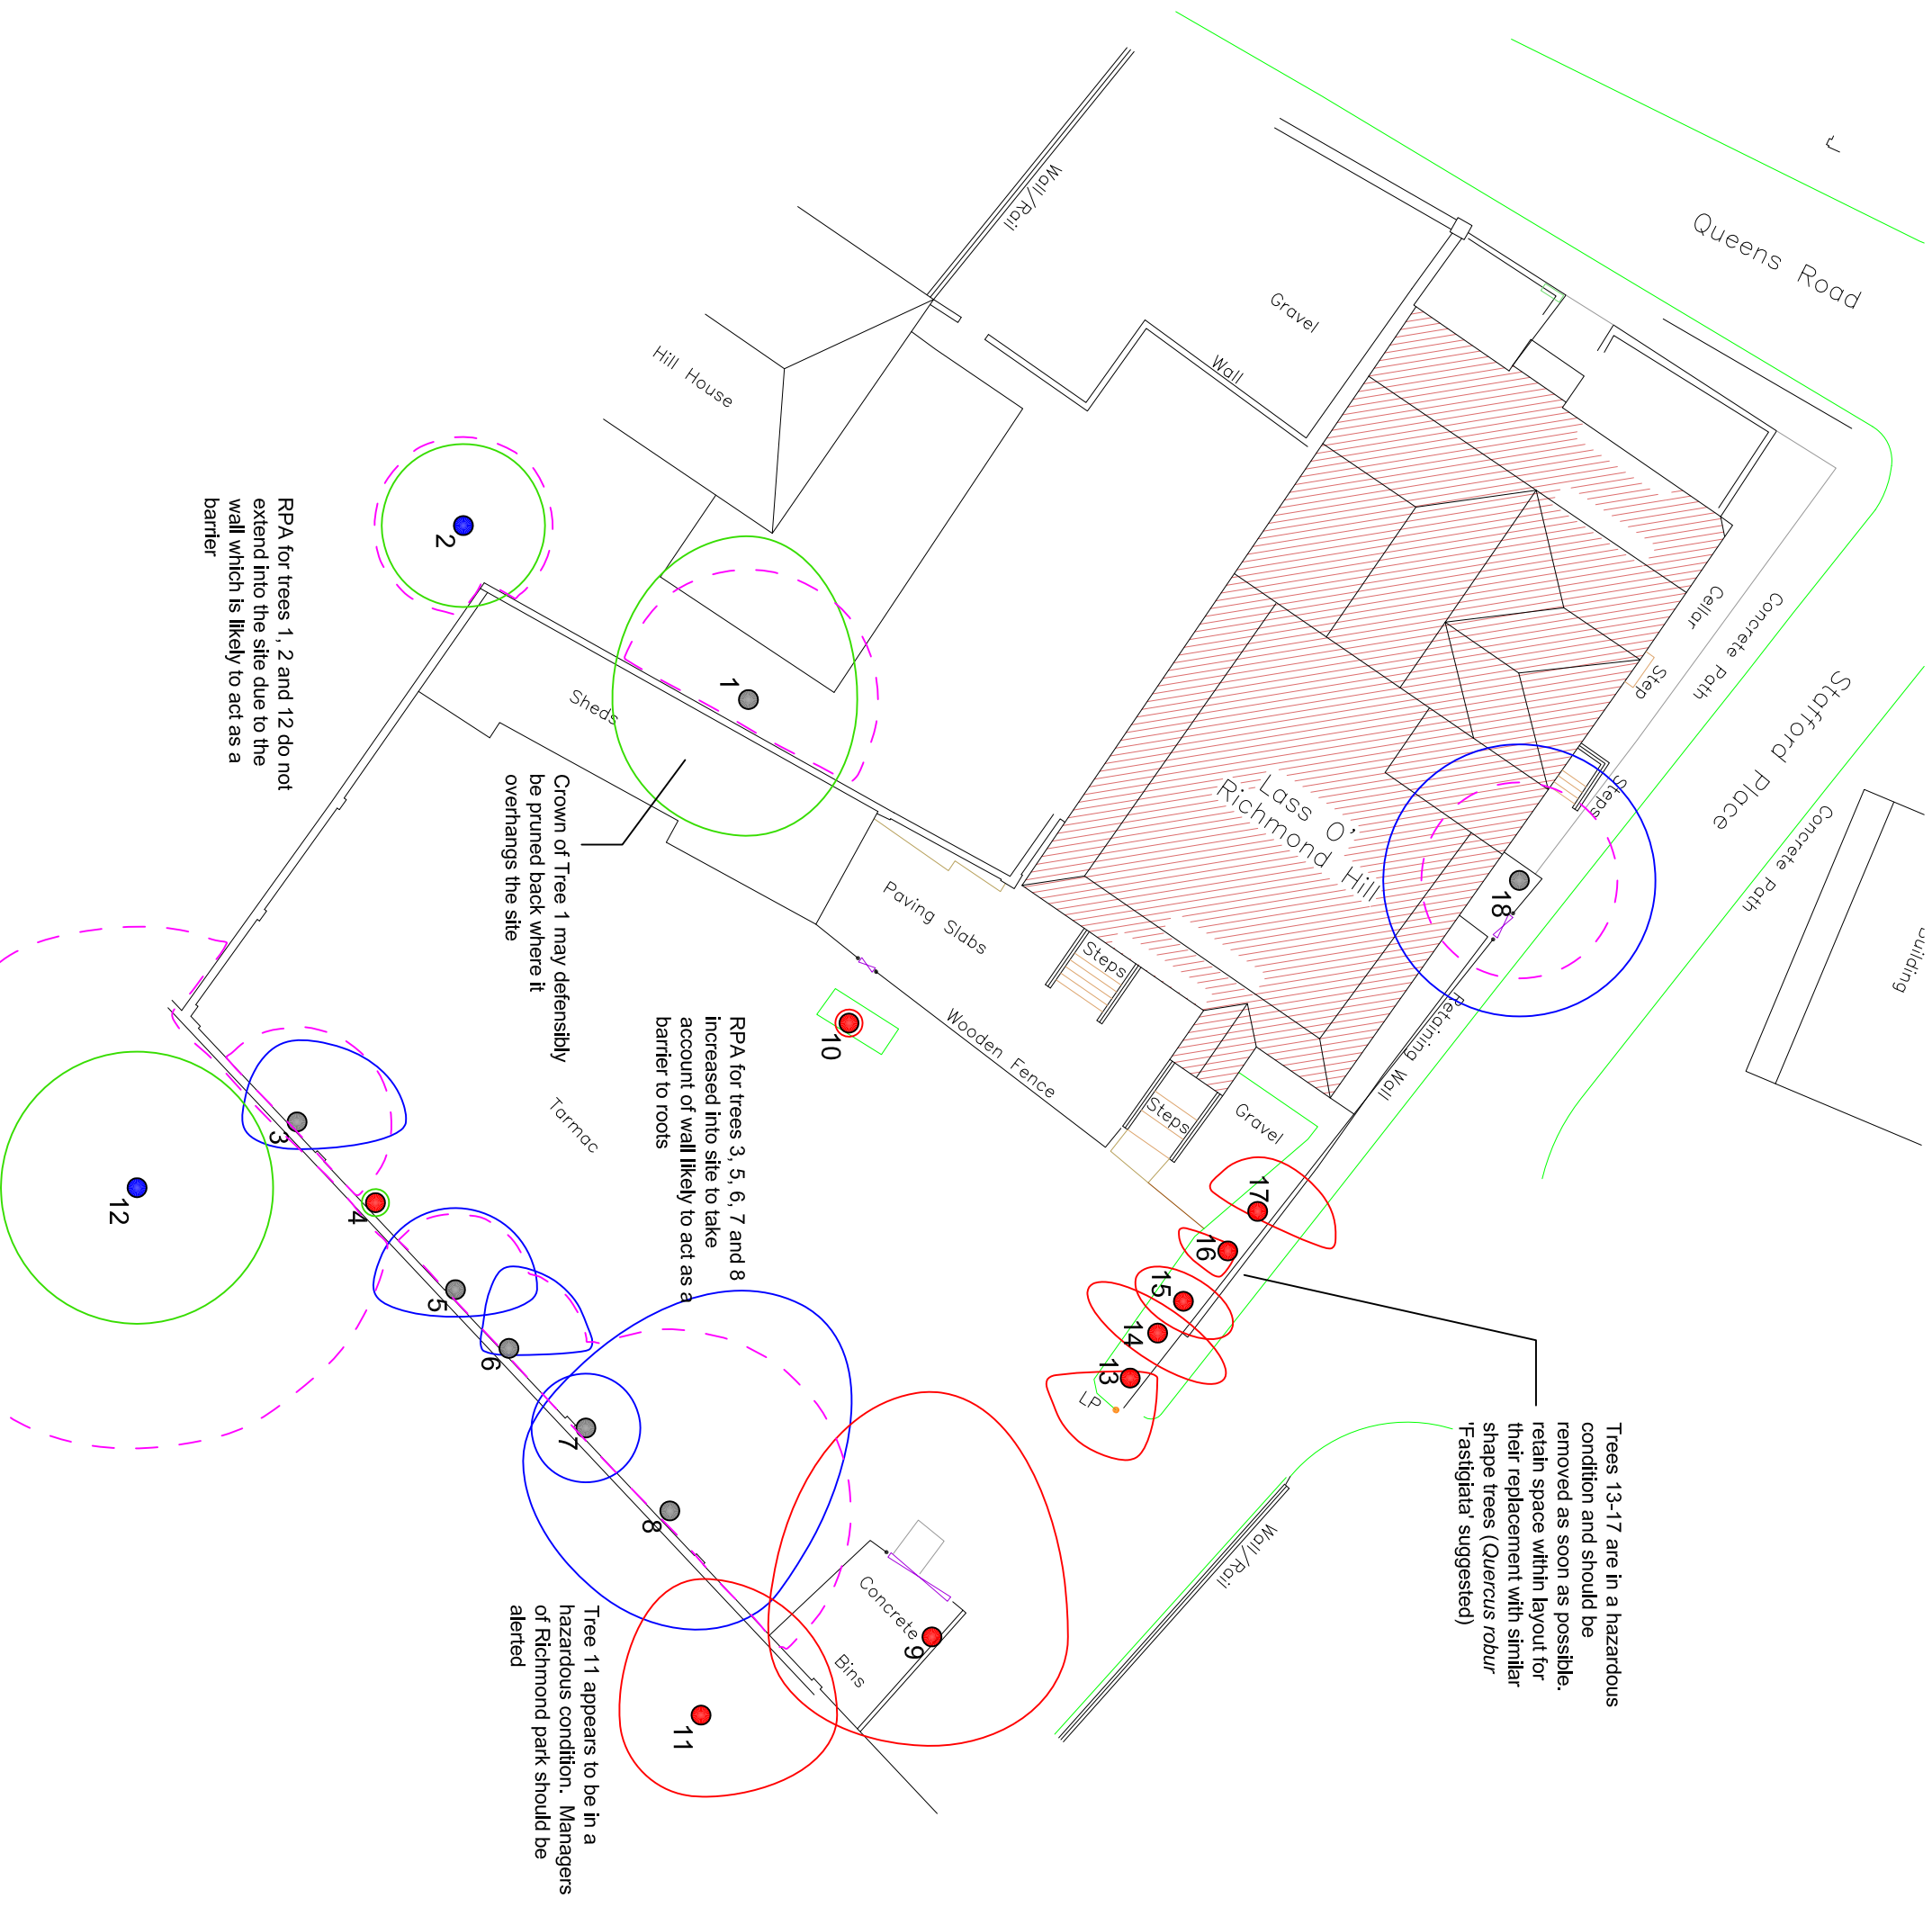 Queens Road
Stafford Place
Concrete Path
Concrete Path
Cellar
Step
Steps
Building
Wall/Rail
Gravel
Wall
Hill House
Lass O'
Richmond Hill
18
Retaining Wall
2
1
Sheds
Paving Slabs
Steps
Wooden Fence
Steps
Gravel
10
Tarmac
17
16
15
14
13
LP
Wall/Rail
3
4
5
6
7
8
12
Concrete
9
Bins
11
RPA for trees 1, 2 and 12 do not
extend into the site due to the
wall which is likely to act as a
barrier
Crown of Tree 1 may defensibly
be pruned back where it
overhangs the site
RPA for trees 3, 5, 6, 7 and 8
increased into site to take
account of wall likely to act as a
barrier to roots
Trees 13-17 are in a hazardous
condition and should be
removed as soon as possible.
retain space within layout for
their replacement with similar
shape trees (Quercus robur
'Fastigiata' suggested)
Tree 11 appears to be in a
hazardous condition. Managers
of Richmond park should be
alerted